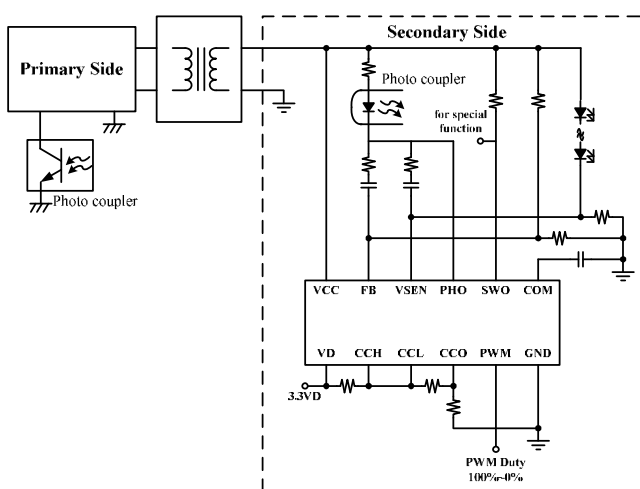 Secondary Side
Primary Side
Photo coupler
for special
function
Photo coupler
VCC FB VSEN PHO SWO COM
VD CCH CCL CCO PWM GND
3.3VD
PWM Duty
100%~0%